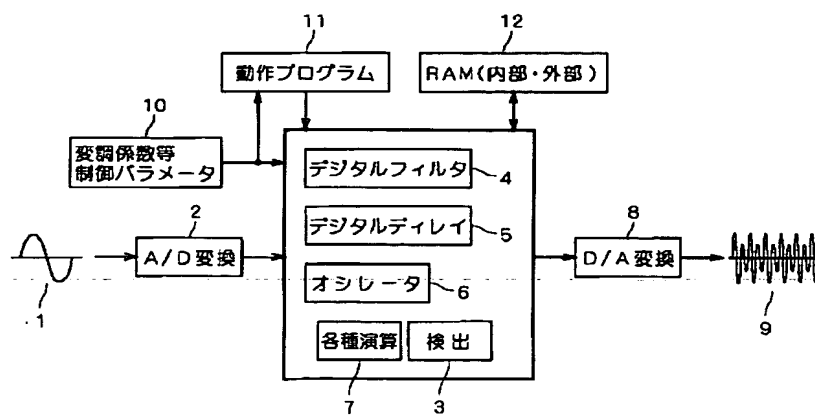 11
動作プログラム
12
RAM(内部・外部)
10
変調係数等
制御パラメータ
デジタルフィルタ
4
2
A/D変換
デジタルディレイ
5
8
D/A変換
オシレータ
6
1
9
各種演算
検出
7
3